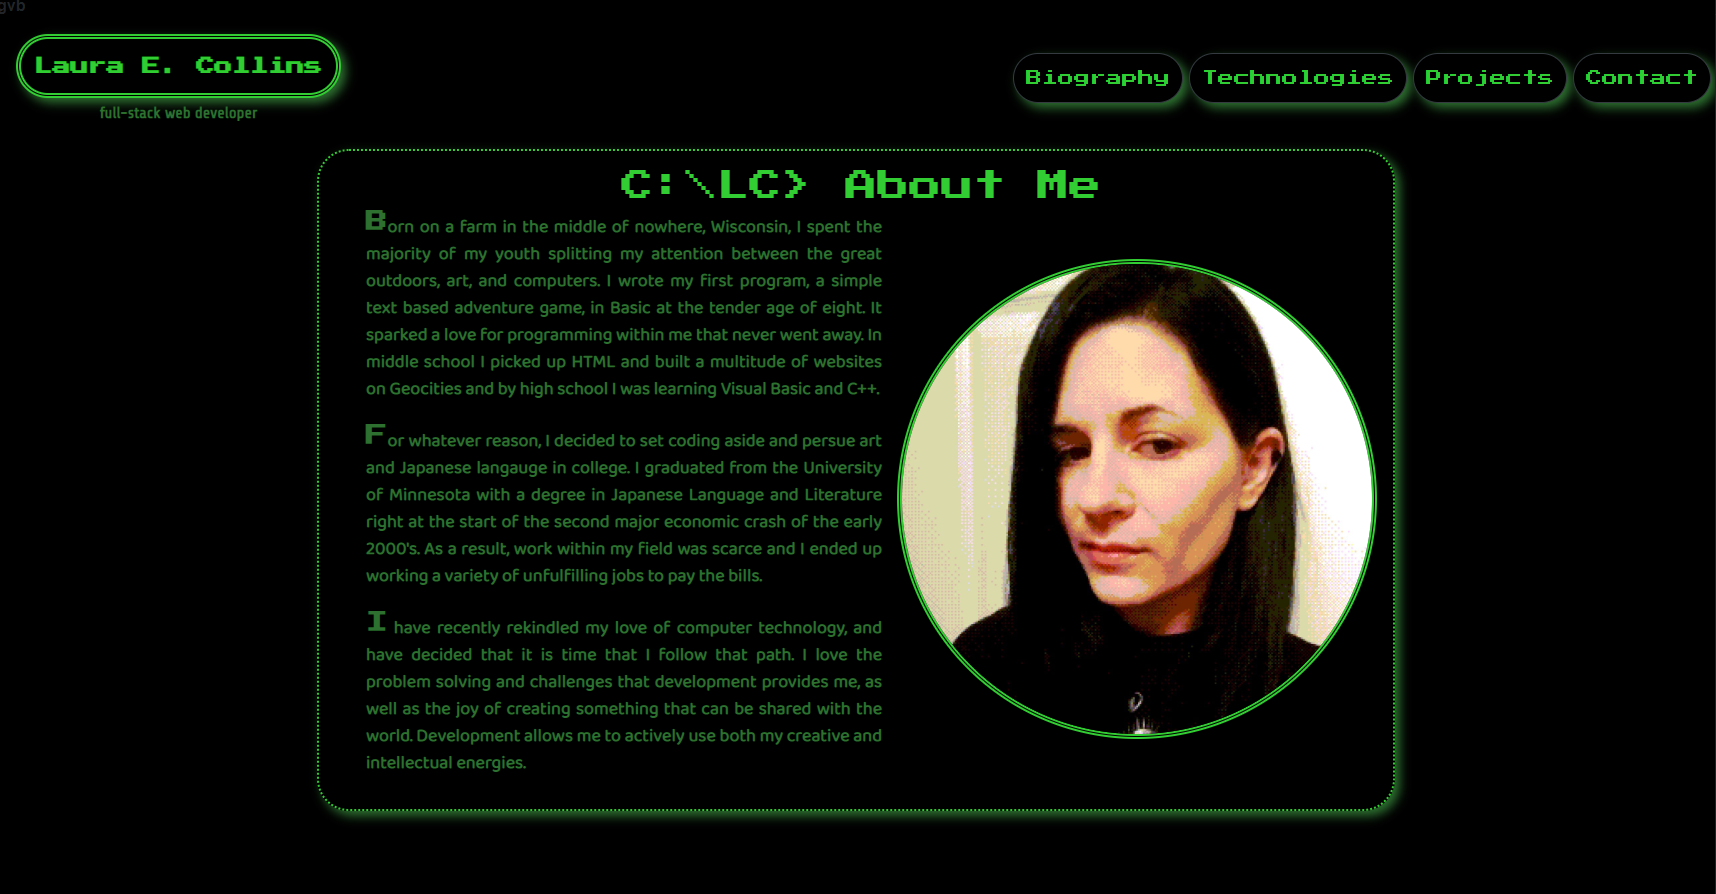 gvb
Laura E. Collins
full-stack web developer
Biography
Technologies
Projects
Contact
C:\LC> About Me
Born on a farm in the middle of nowhere, Wisconsin, I spent the
majority of my youth splitting my attention between the great
outdoors, art, and computers. I wrote my first program, a simple
text based adventure game, in Basic at the tender age of eight. It
sparked a love for programming within me that never went away. In
middle school I picked up HTML and built a multitude of websites
on Geocities and by high school I was learning Visual Basic and C++.
For whatever reason, I decided to set coding aside and persue art
and Japanese langauge in college. I graduated from the University
of Minnesota with a degree in Japanese Language and Literature
right at the start of the second major economic crash of the early
2000's. As a result, work within my field was scarce and I ended up
working a variety of unfulfilling jobs to pay the bills.
I have recently rekindled my love of computer technology, and
have decided that it is time that I follow that path. I love the
problem solving and challenges that development provides me, as
well as the joy of creating something that can be shared with the
world. Development allows me to actively use both my creative and
intellectual energies.